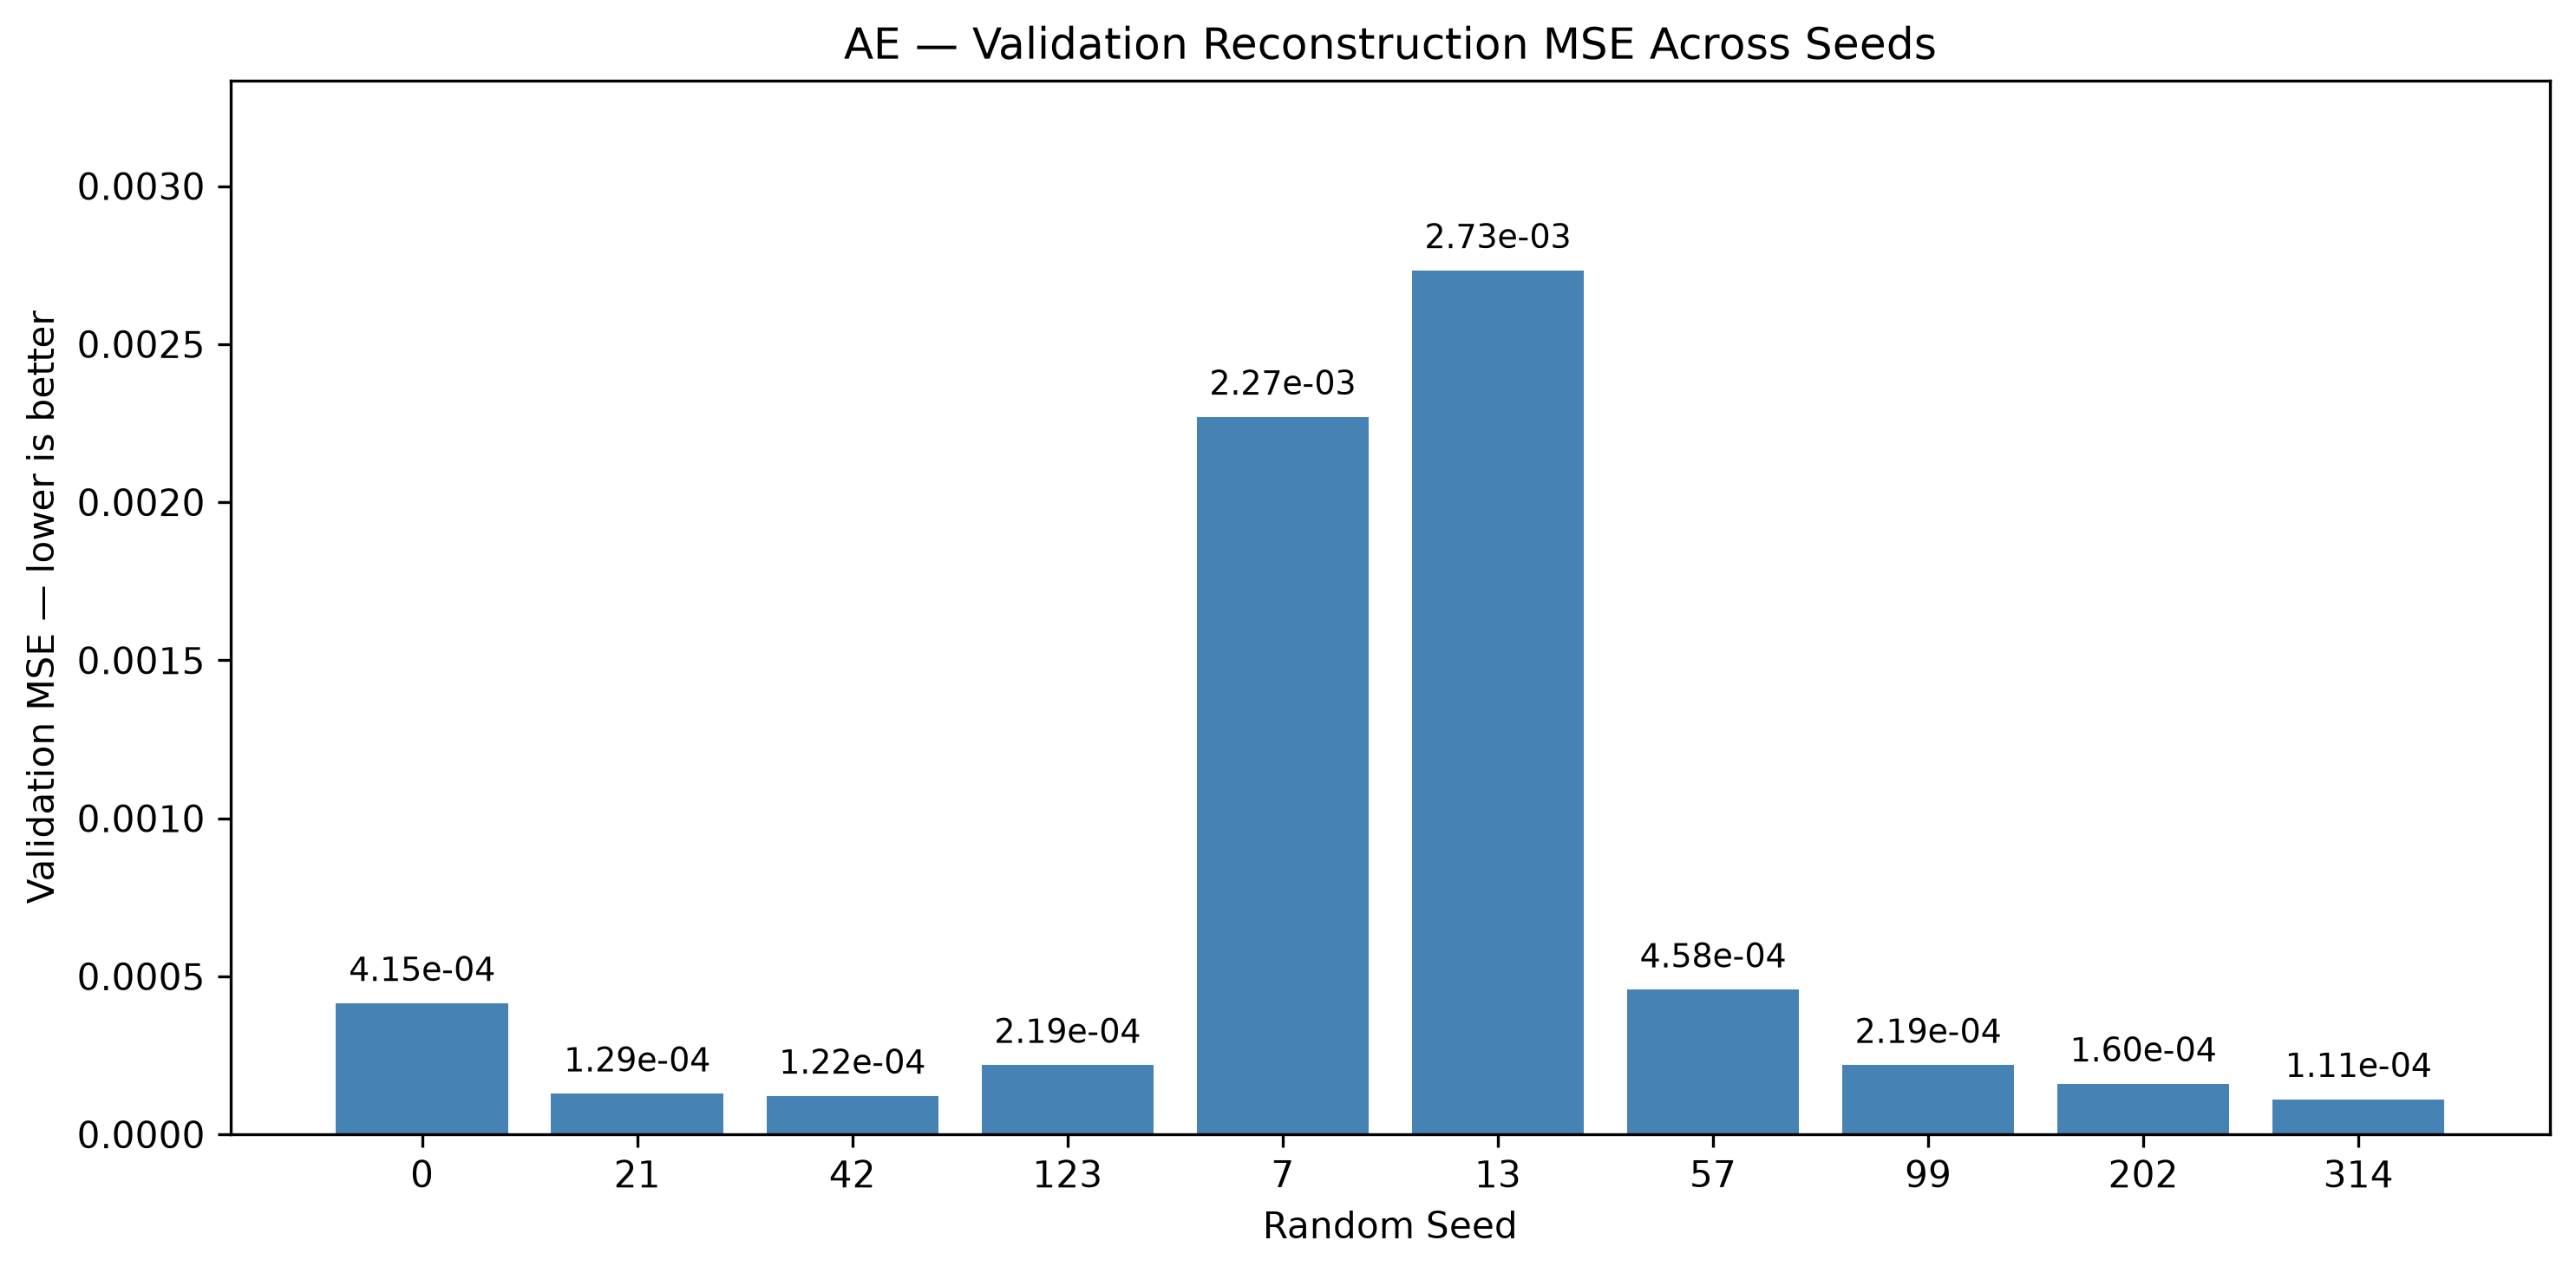 AE — Validation Reconstruction MSE Across Seeds
Validation MSE — lower is better
0.0030
0.0025
0.0020
0.0015
0.0010
0.0005
0.0000
4.15e-04
1.29e-04
1.22e-04
2.19e-04
2.27e-03
2.73e-03
4.58e-04
2.19e-04
1.60e-04
1.11e-04
0 21 42 123 7 13 57 99 202 314
Random Seed